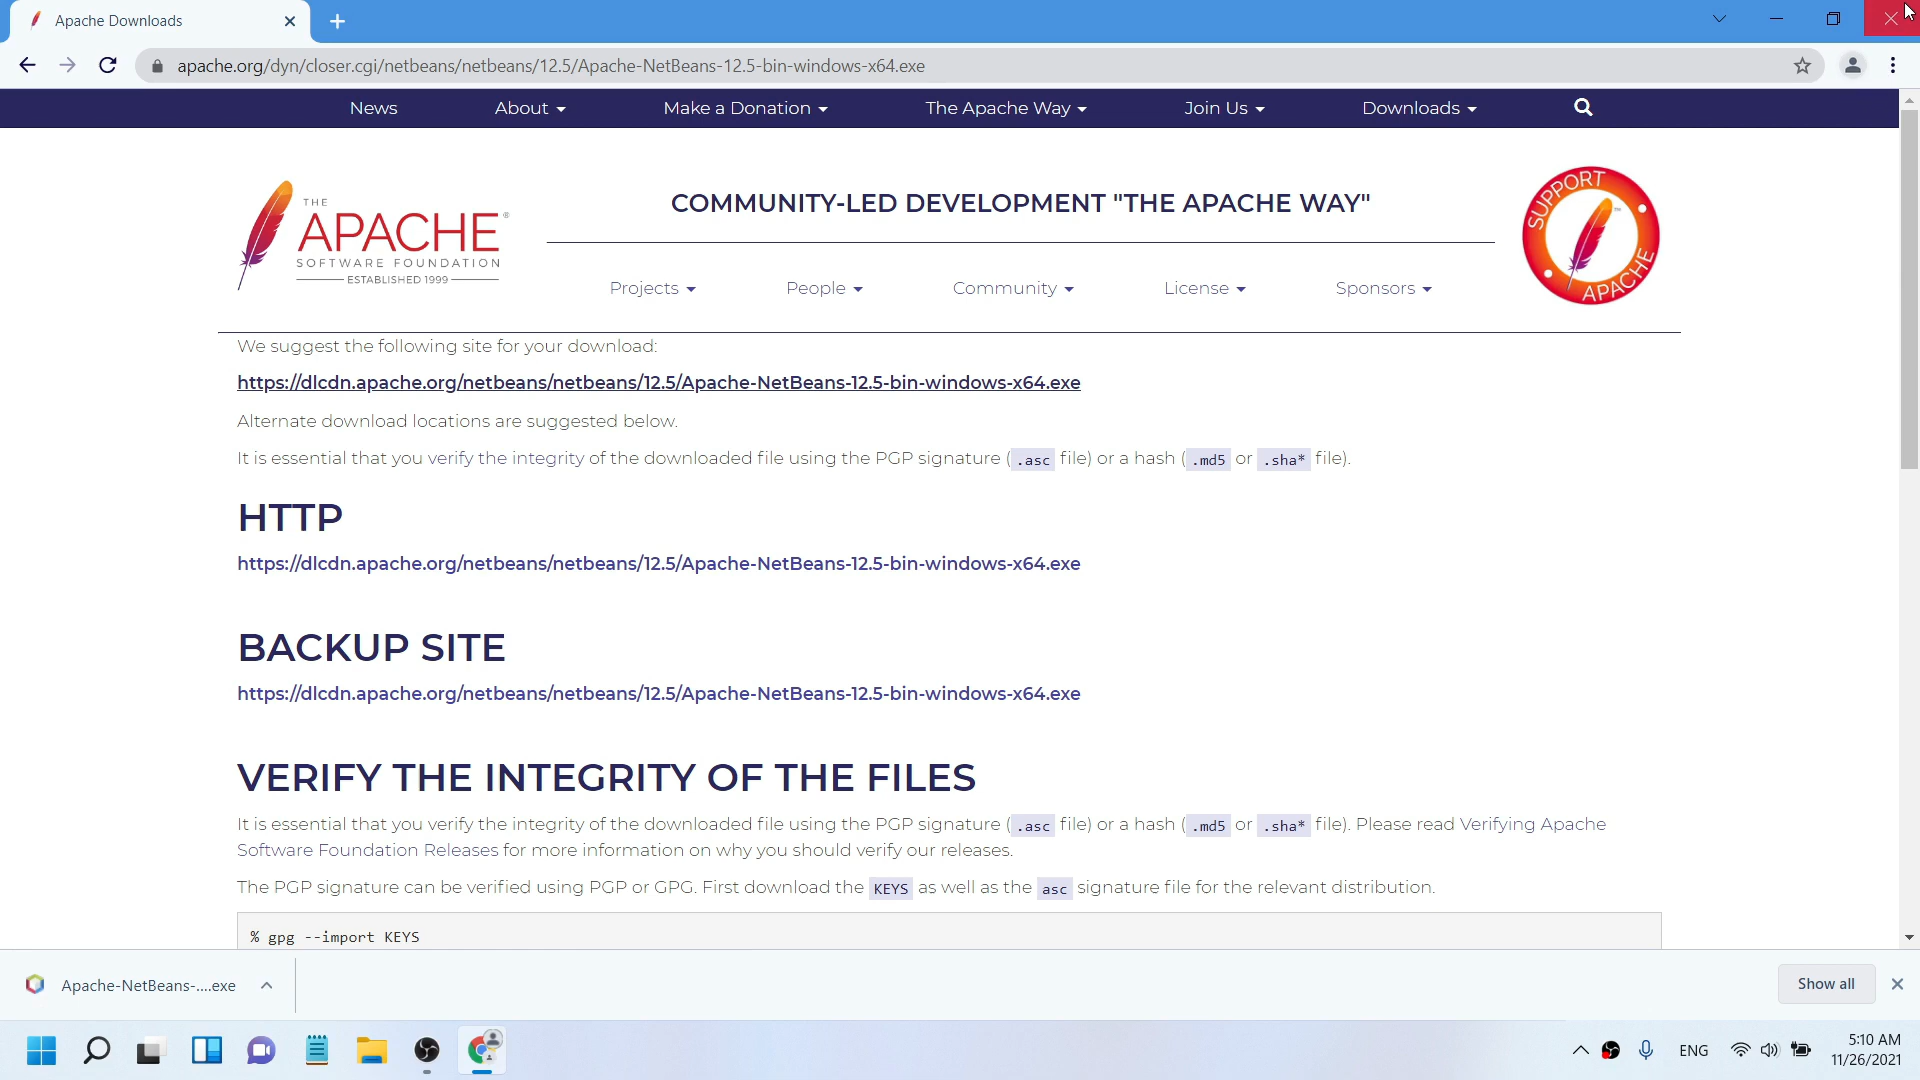 Apache Downloads
apache.org/dyn/closer.cgi/netbeans/netbeans/12.5/Apache-NetBeans-12.5-bin-windows-x64.exe
News About Make a Donation The Apache Way Join Us Downloads
THE
APACHE®
SOFTWARE FOUNDATION
ESTABLISHED 1999
COMMUNITY-LED DEVELOPMENT "THE APACHE WAY"
Projects People Community License Sponsors
SUPPORT
APACHE
We suggest the following site for your download:
https://dlcdn.apache.org/netbeans/netbeans/12.5/Apache-NetBeans-12.5-bin-windows-x64.exe
Alternate download locations are suggested below.
It is essential that you verify the integrity of the downloaded file using the PGP signature (.asc file) or a hash (.md5 or .sha* file).
HTTP
https://dlcdn.apache.org/netbeans/netbeans/12.5/Apache-NetBeans-12.5-bin-windows-x64.exe
BACKUP SITE
https://dlcdn.apache.org/netbeans/netbeans/12.5/Apache-NetBeans-12.5-bin-windows-x64.exe
VERIFY THE INTEGRITY OF THE FILES
It is essential that you verify the integrity of the downloaded file using the PGP signature (.asc file) or a hash (.md5 or .sha* file). Please read Verifying Apache
Software Foundation Releases for more information on why you should verify our releases.
The PGP signature can be verified using PGP or GPG. First download the KEYS as well as the asc signature file for the relevant distribution.
% gpg --import KEYS
Apache-NetBeans-....exe
Show all
ENG
5:10 AM
11/26/2021